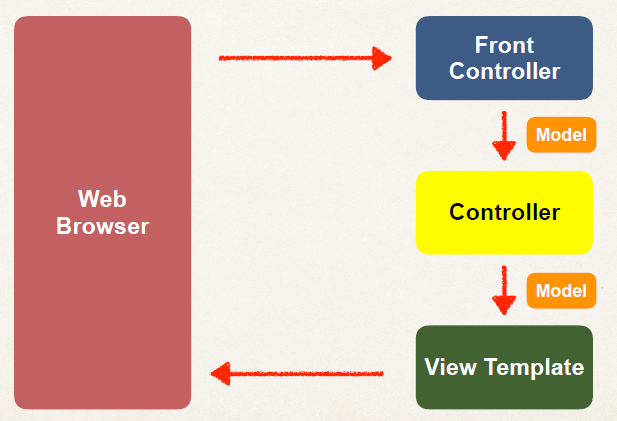 Web
Browser
Front
Controller
Model
Controller
Model
View Template